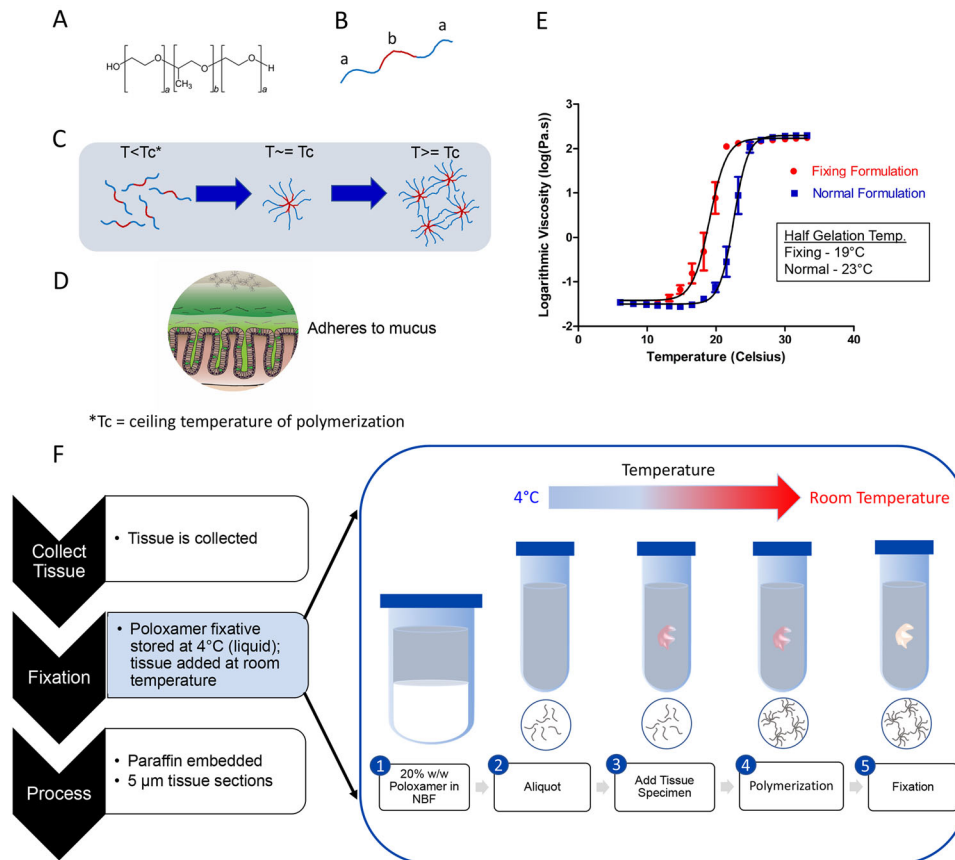 A
HO
O
a
CH3
O
b
O
H
a
B
a
b
a
C
T<Tc*
T~= Tc
T>= Tc
D
Adheres to mucus
*Tc = ceiling temperature of polymerization
E
Logarithmic Viscosity (log(Pa.s))
3
2
1
0
-1
-2
0
10
20
30
40
Temperature (Celsius)
Fixing Formulation
Normal Formulation
Half Gelation Temp.
Fixing - 19°C
Normal - 23°C
F
Collect
Tissue
• Tissue is collected
Fixation
• Poloxamer fixative
stored at 4°C (liquid);
tissue added at room
temperature
Process
• Paraffin embedded
• 5 µm tissue sections
Temperature
4°C
Room Temperature
1
20% w/w
Poloxamer in
NBF
2
Aliquot
3
Add Tissue
Specimen
4
Polymerization
5
Fixation